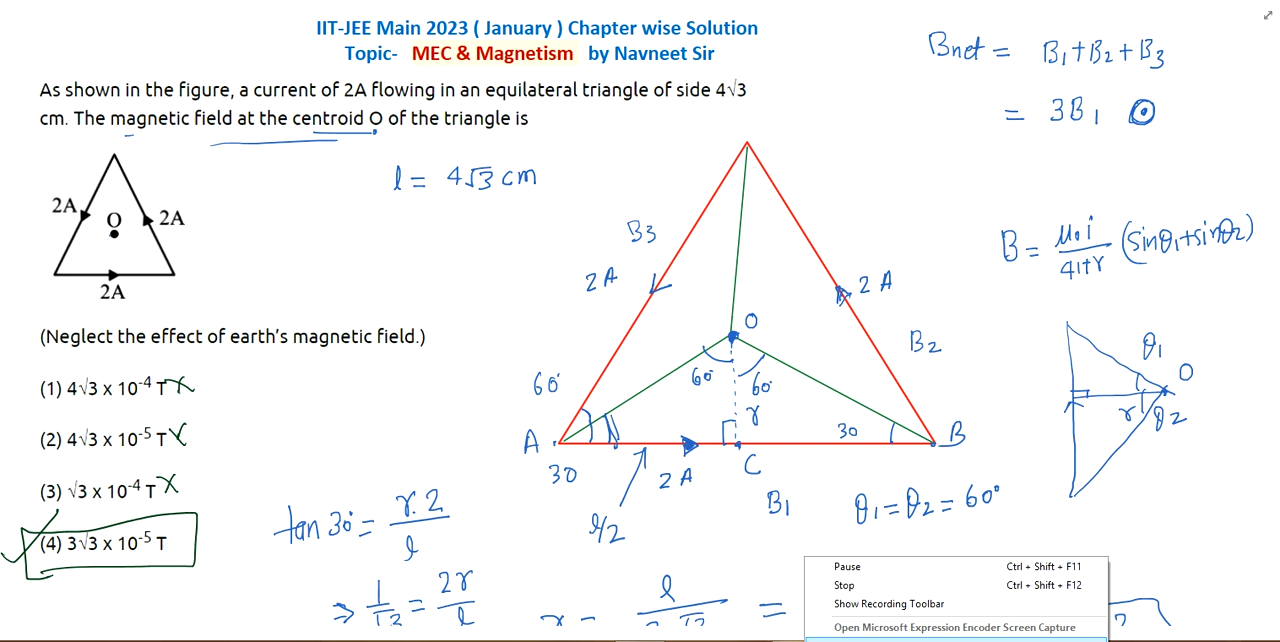 IIT-JEE Main 2023 ( January ) Chapter wise Solution
Topic- MEC & Magnetism by Navneet Sir
As shown in the figure, a current of 2A flowing in an equilateral triangle of side 4√3
cm. The magnetic field at the centroid O of the triangle is
2A
O
2A
2A
(Neglect the effect of earth's magnetic field.)
(1) 4√3 x 10⁻⁴ T X
(2) 4√3 x 10⁻⁵ T X
(3) √3 x 10⁻⁴ T X
(4) 3√3 x 10⁻⁵ T
l = 4√3 cm
Bnet = B₁+B₂+B₃
= 3B₁ ⊙
B = μ₀i/4πr (Sinθ₁+sinθ₂)
B3
2A
2A
B2
O
60°
60°
60°
r
30
A
B
30
2A
C
l/2
B₁
θ₁=θ₂=60°
θ₁
O
r
θ₂
tan30°= r.2/l
⇒ 1/√3 = 2r/l
Pause Ctrl + Shift + F11
Stop Ctrl + Shift + F12
Show Recording Toolbar
Open Microsoft Expression Encoder Screen Capture